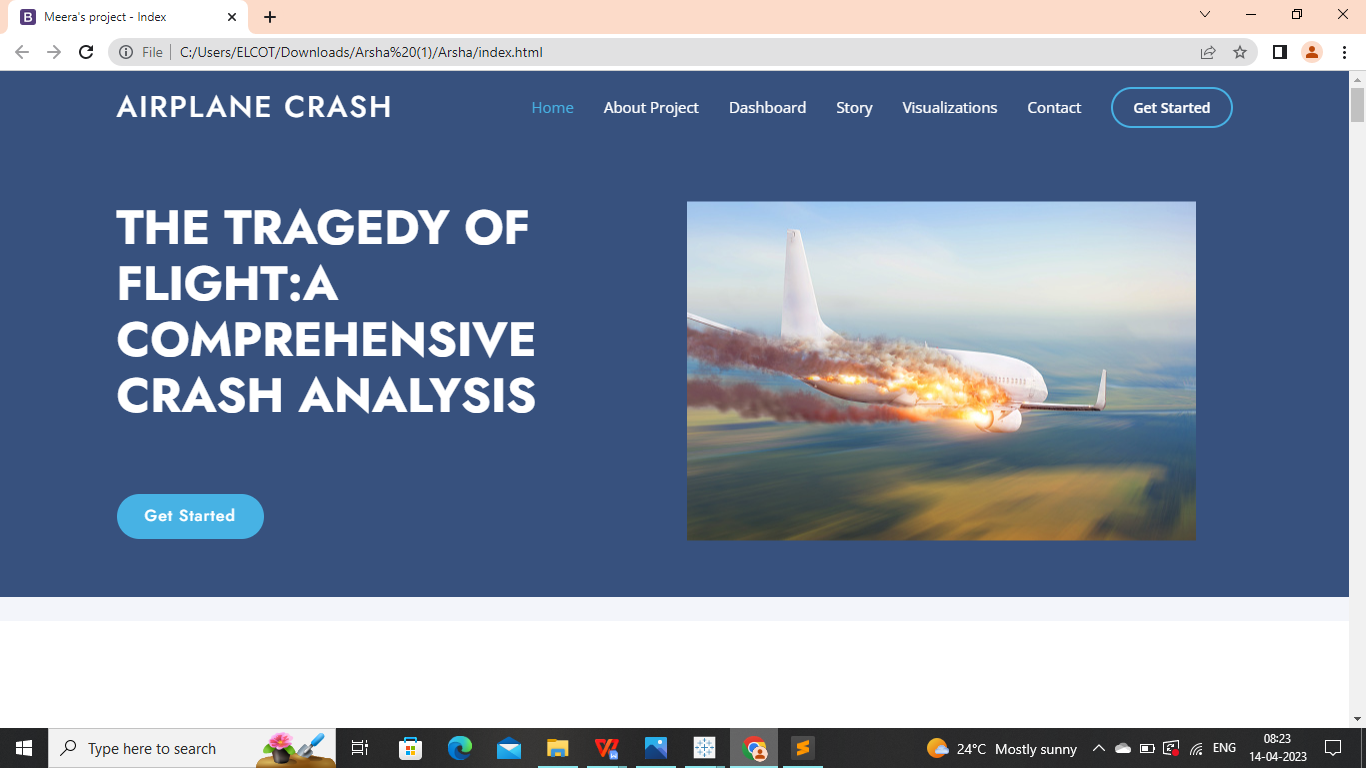 Meera's project - Index
File
C:/Users/ELCOT/Downloads/Arsha%20(1)/Arsha/index.html
AIRPLANE CRASH
Home
About Project
Dashboard
Story
Visualizations
Contact
Get Started
THE TRAGEDY OF
FLIGHT:A
COMPREHENSIVE
CRASH ANALYSIS
Get Started
Type here to search
24°C Mostly sunny
ENG
08:23
14-04-2023